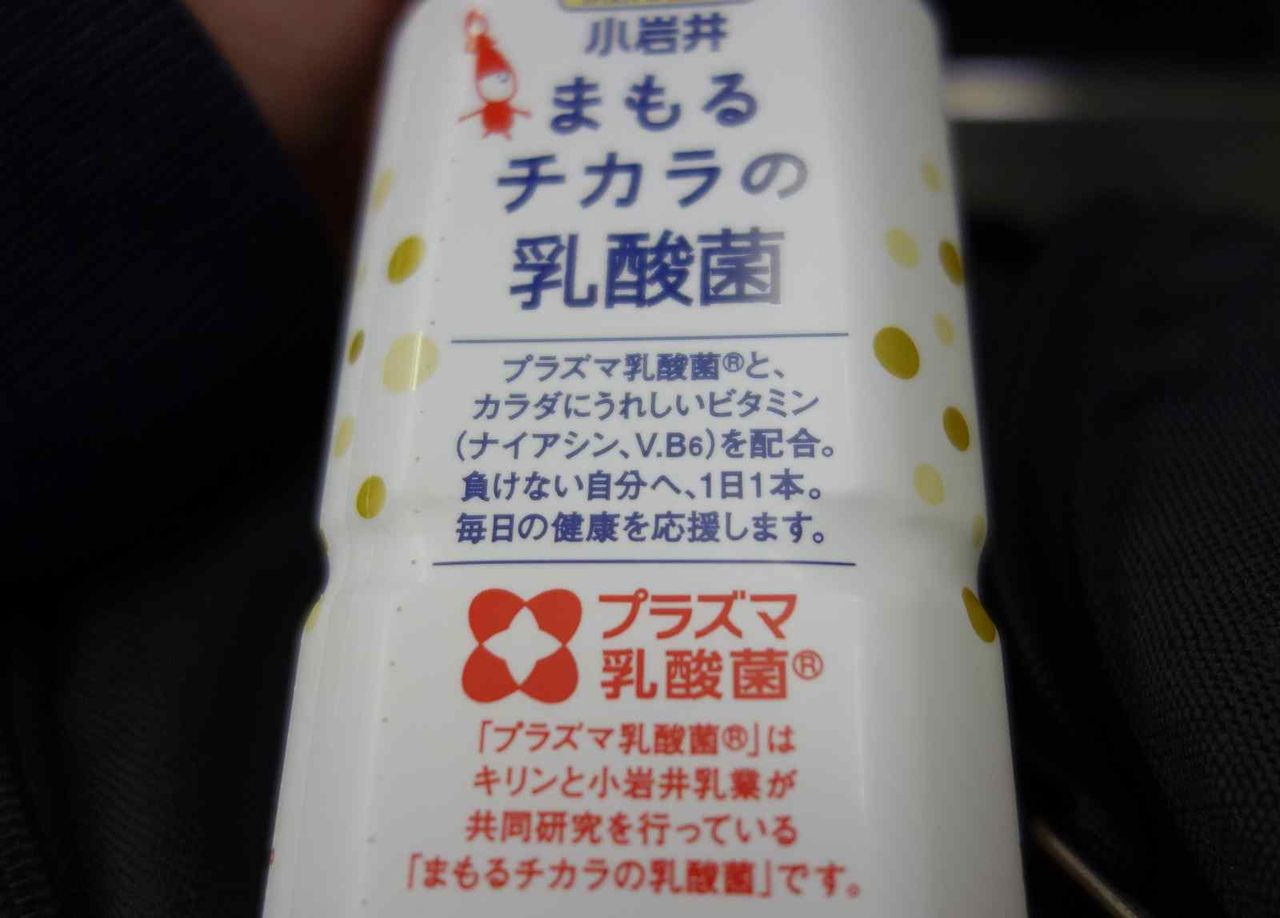 小岩井
まもる
チカラの
乳酸菌
プラズマ乳酸菌®と、
カラダにうれしいビタミン
(ナイアシン、V.B6)を配合。
負けない自分へ、1日1本。
毎日の健康を応援します。
プラズマ
乳酸菌®
「プラズマ乳酸菌®」は
キリンと小岩井乳業が
共同研究を行っている
「まもるチカラの乳酸菌」です。